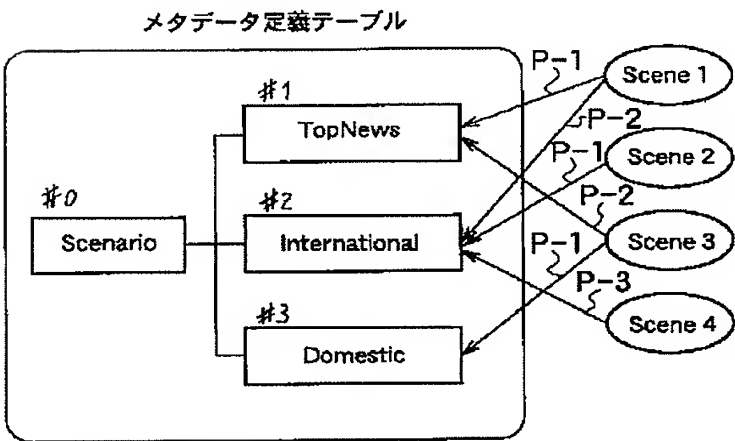 メタデータ定義テーブル
#1
TopNews
#0
Scenario
#2
International
#3
Domestic
P-1
Scene 1
P-2
P-1
Scene 2
P-2
P-1
Scene 3
P-3
Scene 4